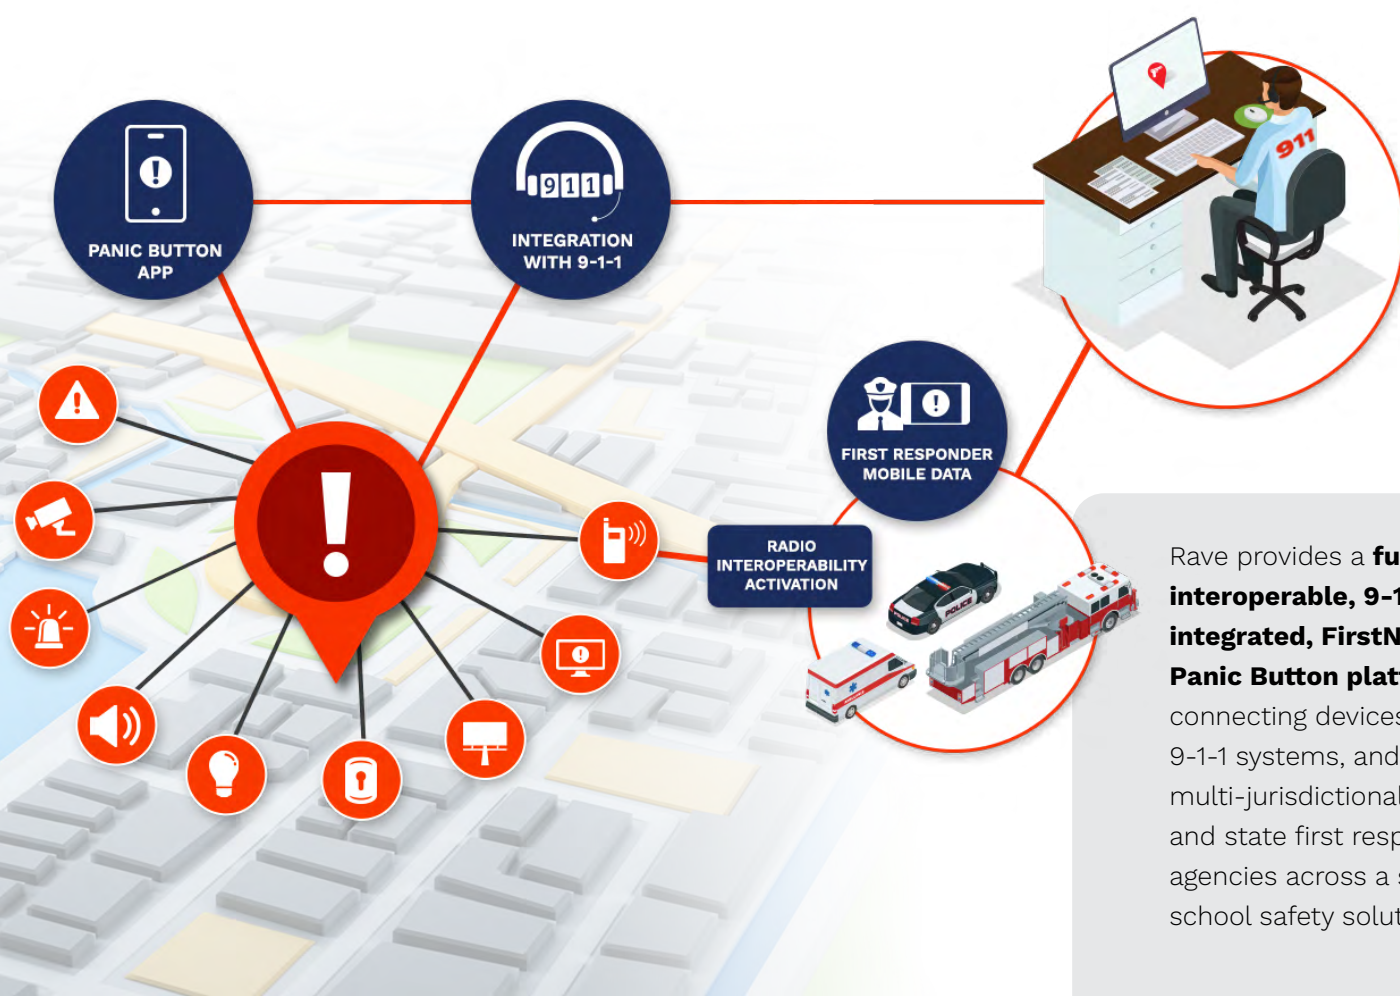 911
9 1 1
PANIC BUTTON
APP
INTEGRATION
WITH 9-1-1
FIRST RESPONDER
MOBILE DATA
RADIO
INTEROPERABILITY
ACTIVATION
POLICE
Rave provides a
interoperable,
integrated,
Panic Button
connecting devices
9-1-1 systems, and
multi-jurisdictional
and state first
agencies across a
school safety